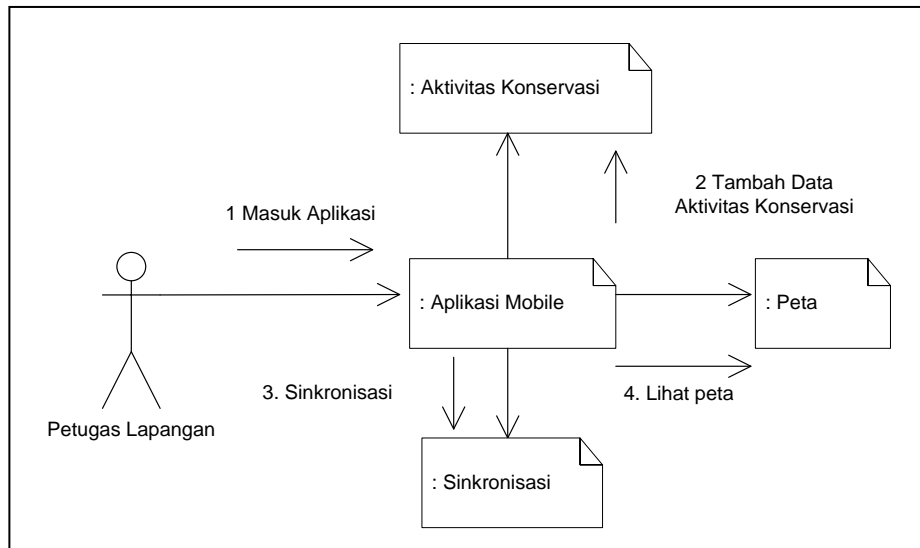 : Aktivitas Konservasi
2 Tambah Data
Aktivitas Konservasi
1 Masuk Aplikasi
: Aplikasi Mobile
: Peta
3. Sinkronisasi
4. Lihat peta
Petugas Lapangan
: Sinkronisasi